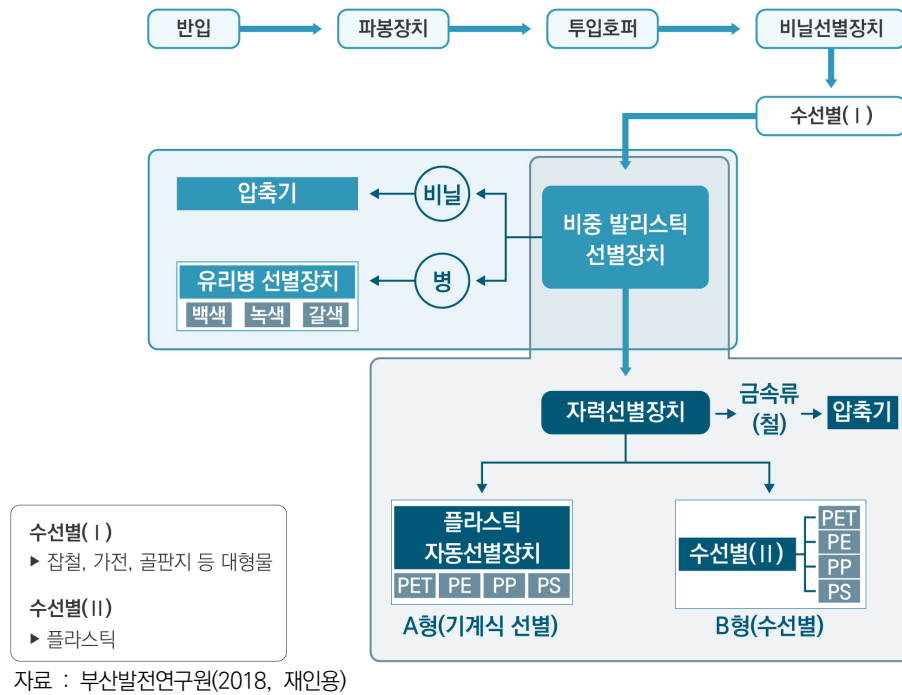 반입
파봉장치
투입호퍼
비닐선별장치
수선별(Ⅰ)
압축기
비닐
비중 발리스틱
선별장치
유리병 선별장치
백색
녹색
갈색
병
자력선별장치
금속류
(철)
압축기
플라스틱
자동선별장치
PET
PE
PP
PS
A형(기계식 선별)
수선별(Ⅱ)
PET
PE
PP
PS
B형(수선별)
수선별(Ⅰ)
▶ 잡철, 가전, 골판지 등 대형물
수선별(Ⅱ)
▶ 플라스틱
자료 : 부산발전연구원(2018, 재인용)